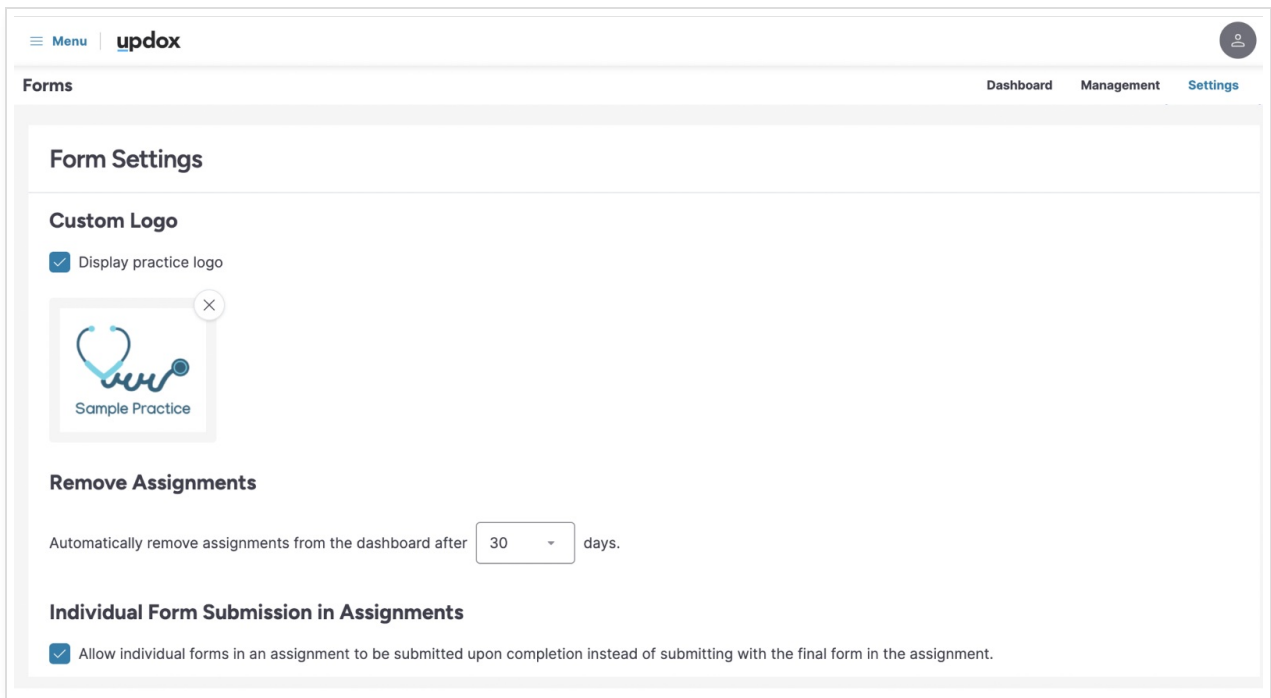 Menu updox
Forms Dashboard Management Settings
Form Settings
Custom Logo
Display practice logo
Sample Practice
Remove Assignments
Automatically remove assignments from the dashboard after 30 days.
Individual Form Submission in Assignments
Allow individual forms in an assignment to be submitted upon completion instead of submitting with the final form in the assignment.